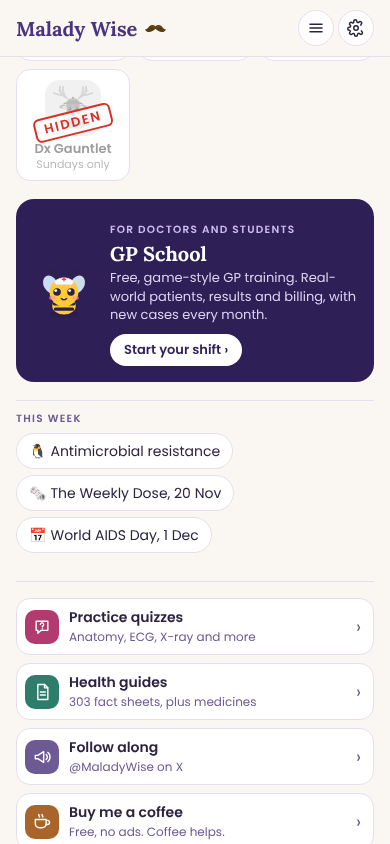 Malady Wise
HIDDEN
Dx Gauntlet
Sundays only
FOR DOCTORS AND STUDENTS
GP School
Free, game-style GP training. Real-
world patients, results and billing, with
new cases every month.
Start your shift ›
THIS WEEK
Antimicrobial resistance
The Weekly Dose, 20 Nov
World AIDS Day, 1 Dec
Practice quizzes
Anatomy, ECG, X-ray and more
Health guides
303 fact sheets, plus medicines
Follow along
@MaladyWise on X
Buy me a coffee
Free, no ads. Coffee helps.